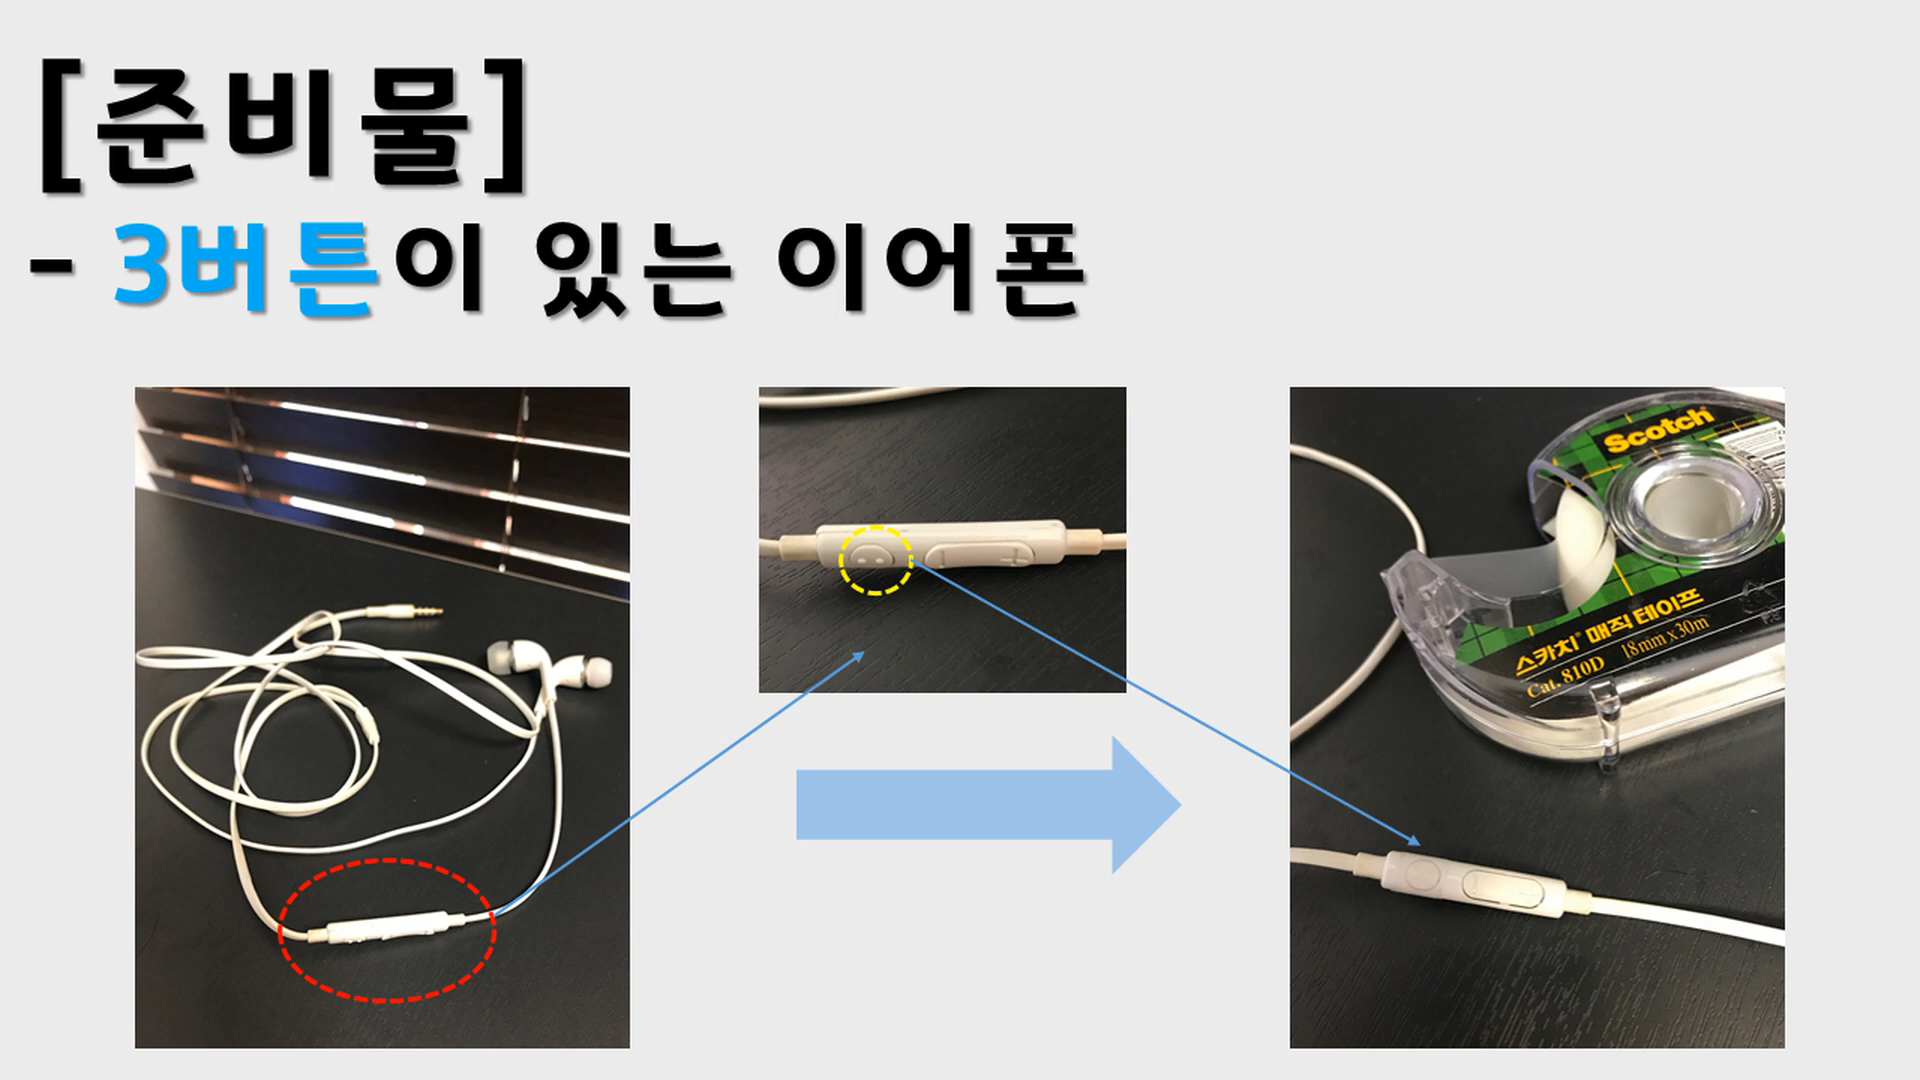 [준비물]
- 3버튼이 있는 이어폰
Scotch
스카치® 매직 테이프
Cat. 810D 18mm x 30m